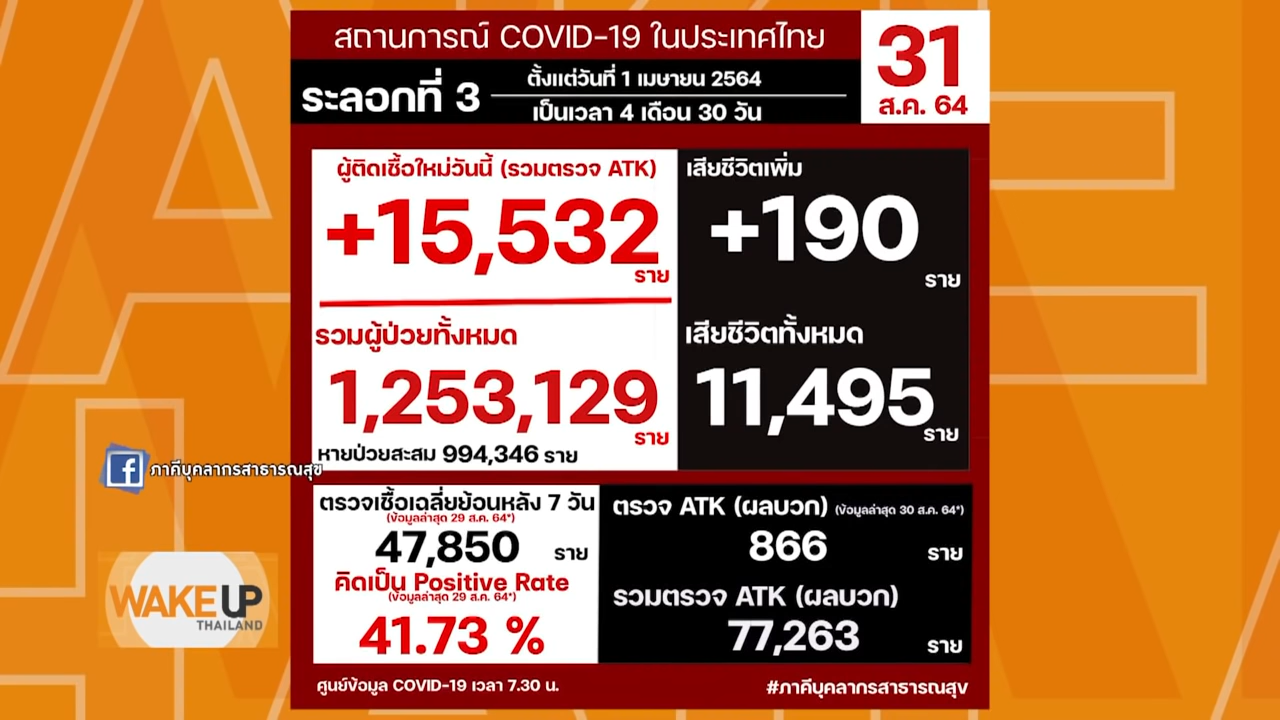 สถานการณ์ COVID-19 ในประเทศไทย
ระลอกที่ 3
ตั้งแต่วันที่ 1 เมษายน 2564
เป็นเวลา 4 เดือน 30 วัน
31
ส.ค. 64
ผู้ติดเชื้อใหม่วันนี้ (รวมตรวจ ATK)
+15,532
ราย
รวมผู้ป่วยทั้งหมด
1,253,129
ราย
หายป่วยสะสม 994,346 ราย
เสียชีวิตเพิ่ม
+190
ราย
เสียชีวิตทั้งหมด
11,495
ราย
ตรวจเชื้อเฉลี่ยย้อนหลัง 7 วัน
(ข้อมูลล่าสุด 29 ส.ค. 64*)
47,850 ราย
คิดเป็น Positive Rate
(ข้อมูลล่าสุด 29 ส.ค. 64*)
41.73 %
ตรวจ ATK (ผลบวก) (ข้อมูลล่าสุด 30 ส.ค. 64*)
866 ราย
รวมตรวจ ATK (ผลบวก)
77,263 ราย
ศูนย์ข้อมูล COVID-19 เวลา 7.30 น.
#ภาคีบุคลากรสาธารณสุข
f ภาคีบุคลากรสาธารณสุข
WAKE UP
THAILAND